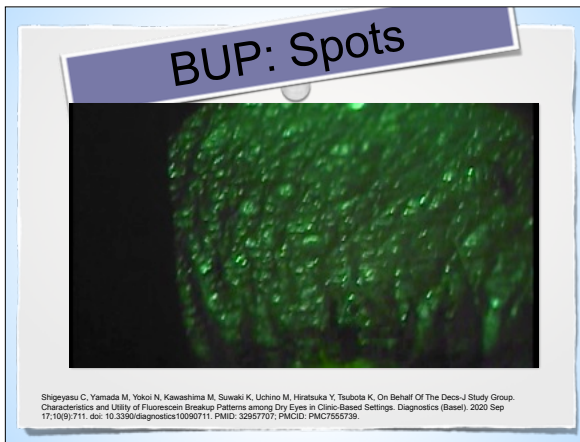 BUP: Spots
Shigeyasu C, Yamada M, Yokoi N, Kawashima M, Suwaki K, Uchino M, Hiratsuka Y, Tsubota K, On Behalf Of The Decs-J Study Group.
Characteristics and Utility of Fluorescein Breakup Patterns among Dry Eyes in Clinic-Based Settings. Diagnostics (Basel). 2020 Sep
17;10(9):711. doi: 10.3390/diagnostics10090711. PMID: 32957707; PMCID: PMC7555739.